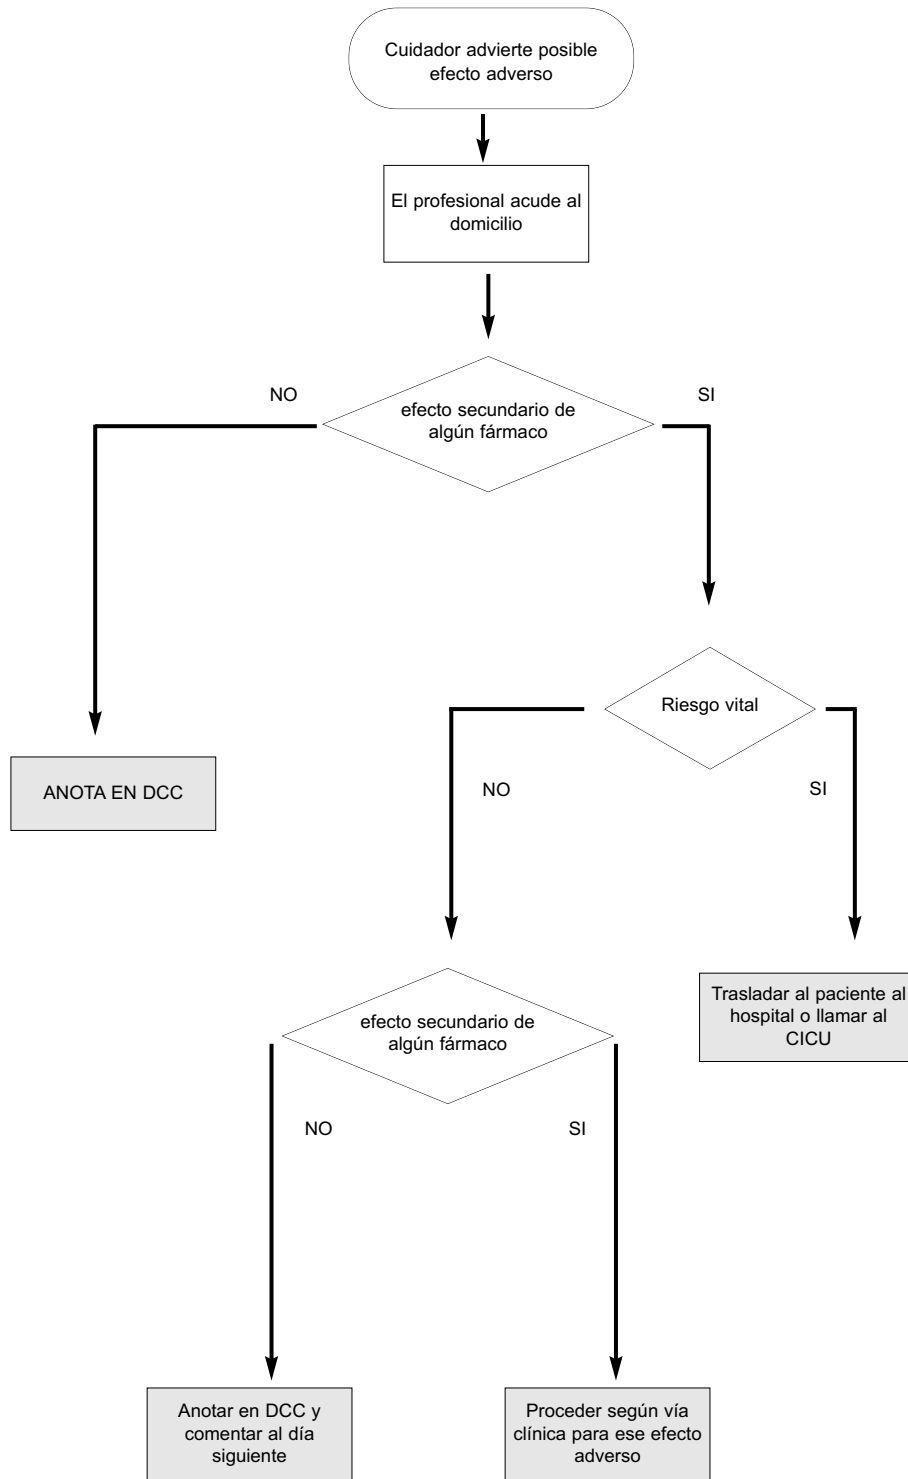 Cuidador advierte posible
efecto adverso
El profesional acude al
domicilio
NO
SI
efecto secundario de
algún fármaco
Riesgo vital
ANOTA EN DCC
NO
SI
Trasladar al paciente al
hospital o llamar al
CICU
efecto secundario de
algún fármaco
NO
SI
Anotar en DCC y
comentar al día
siguiente
Proceder según vía
clínica para ese efecto
adverso